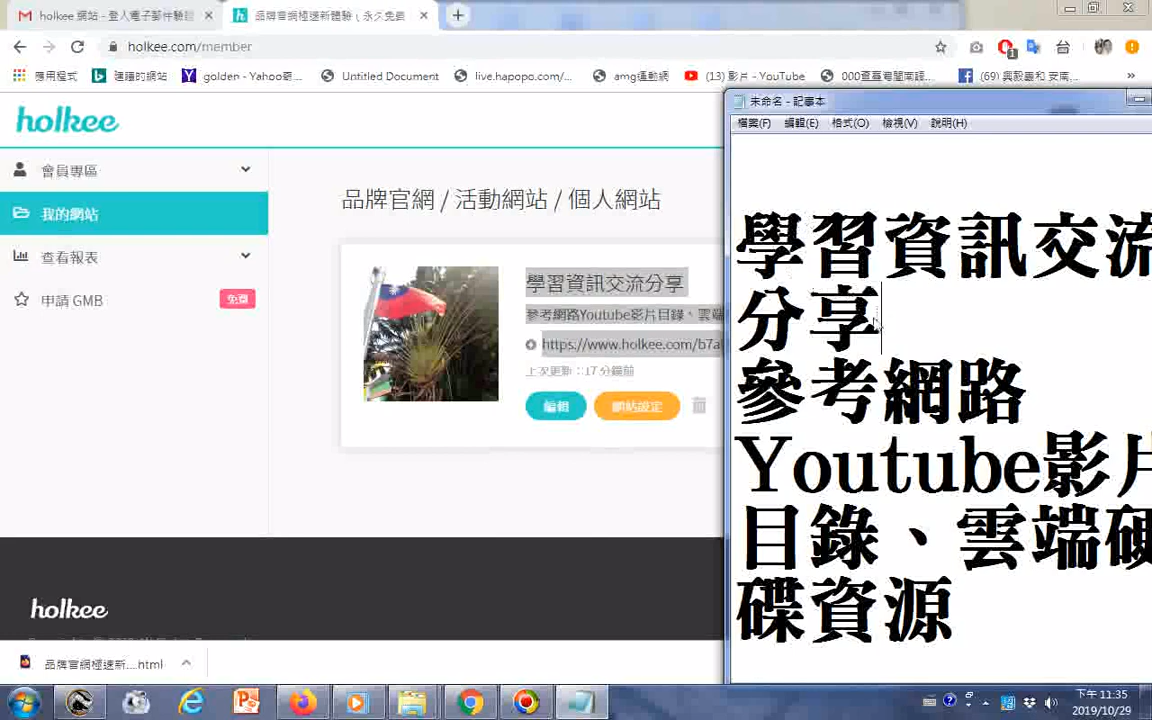 holkee 網站 - 登入電子郵件驗證
品牌官網極速新體驗，永久免費
holkee.com/member
應用程式
建議的網站
golden - Yahoo奇...
Untitled Document
live.hapopo.com/...
amg運動網
(13) 影片 - YouTube
holkee
會員專區
我的網站
查看報表
申請 GMB
免費
品牌官網 / 活動網站 / 個人網站
學習資訊交流分享
參考網路Youtube影片目錄、雲端
https://www.holkee.com/b7a
上次更新：17 分鐘前
編輯
網站設定
未命名 - 記事本
檔案(F) 編輯(E) 格式(O) 檢視(V) 說明(H)
學習資訊交流
分享
參考網路
Youtube影片
目錄、雲端硬
碟資源
holkee
品牌官網極速新....html
下午 11:35
2019/10/29